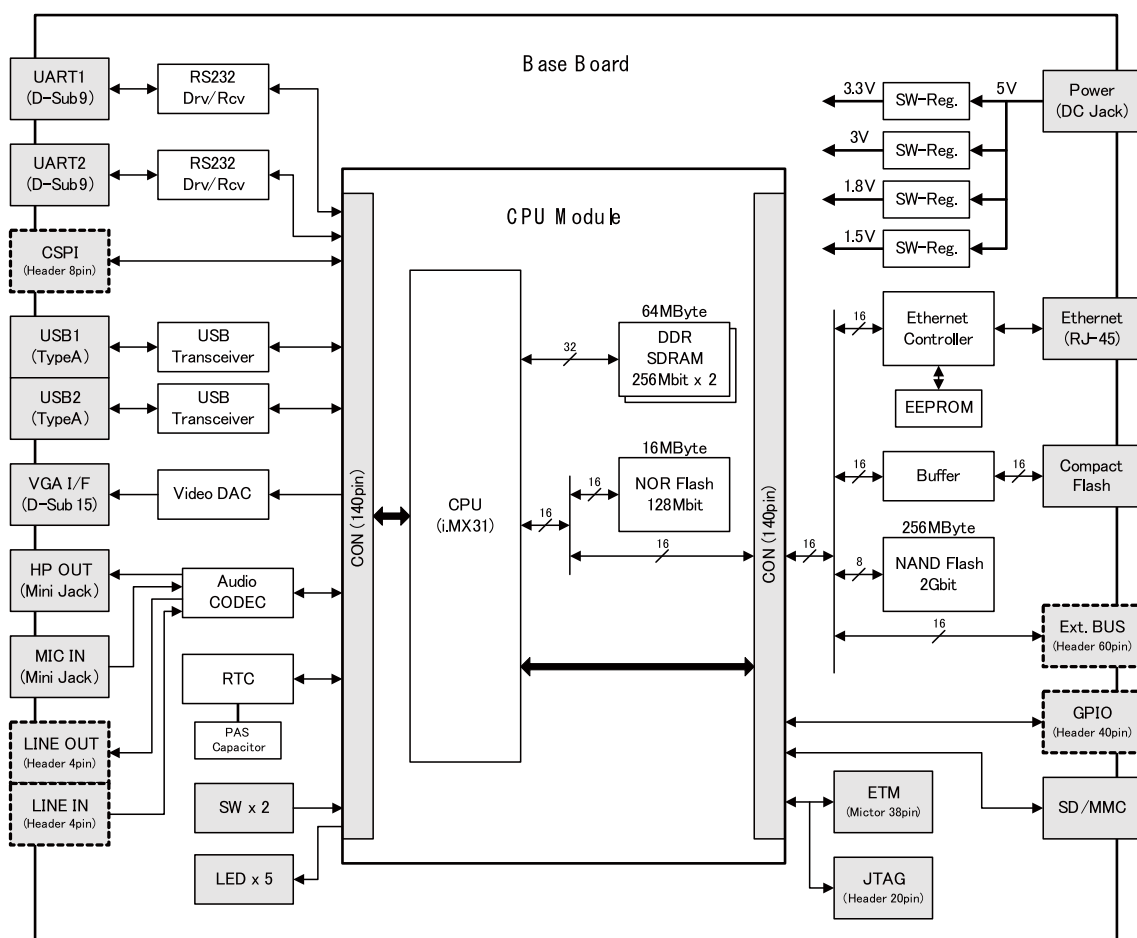 Base Board
UART1
(D-Sub9)
RS232
Drv/Rcv
UART2
(D-Sub9)
RS232
Drv/Rcv
CSPI
(Header 8pin)
USB1
(TypeA)
USB
Transceiver
USB2
(TypeA)
USB
Transceiver
VGA I/F
(D-Sub 15)
Video DAC
HP OUT
(Mini Jack)
Audio
CODEC
MIC IN
(Mini Jack)
RTC
PAS
Capacitor
LINE OUT
(Header 4pin)
LINE IN
(Header 4pin)
SW x 2
LED x 5
CON (140pin)
CPU Module
CPU
(i.MX31)
32
64MByte
DDR
SDRAM
256Mbit x 2
16
16
16MByte
NOR Flash
128Mbit
16
CON (140pin)
16
3.3V
SW-Reg.
5V
Power
(DC Jack)
3V
SW-Reg.
1.8V
SW-Reg.
1.5V
SW-Reg.
16
Ethernet
Controller
Ethernet
(RJ-45)
EEPROM
16
Buffer
16
Compact
Flash
256MByte
8
NAND Flash
2Gbit
16
Ext. BUS
(Header 60pin)
GPIO
(Header 40pin)
SD/MMC
ETM
(Mictor 38pin)
JTAG
(Header 20pin)